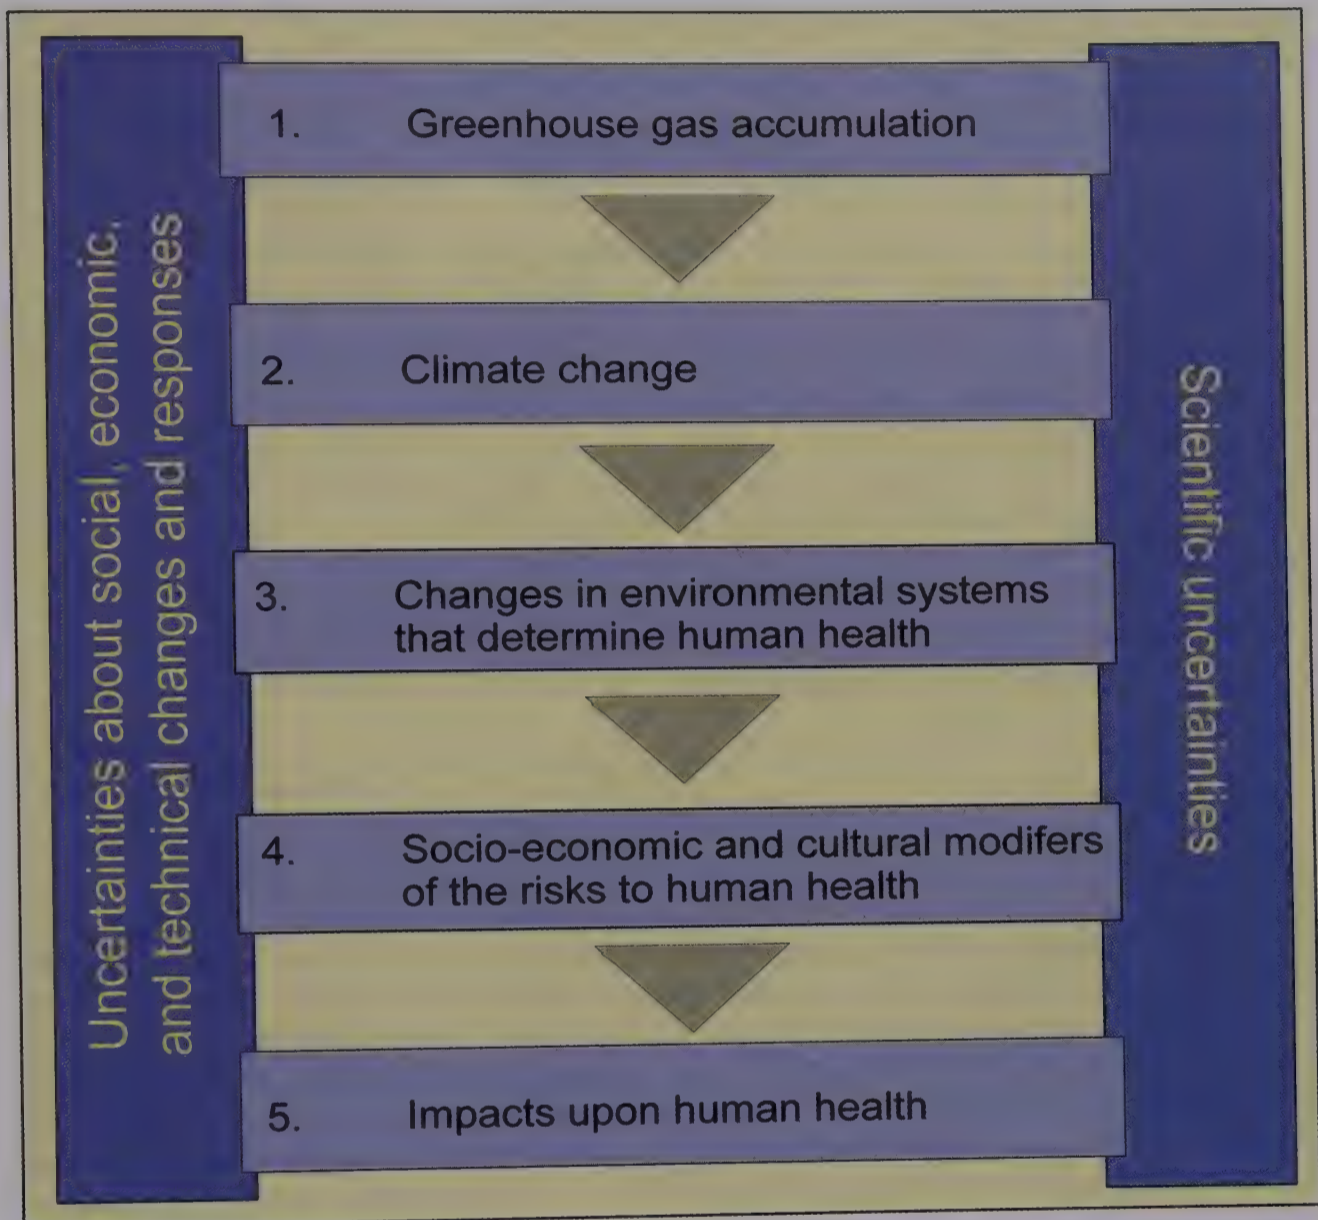 Uncertainties about social, economic,
and technical changes and responses
1. Greenhouse gas accumulation
2. Climate change
3. Changes in environmental systems
that determine human health
4. Socio-economic and cultural modifers
of the risks to human health
5. Impacts upon human health
Scientific uncertainties